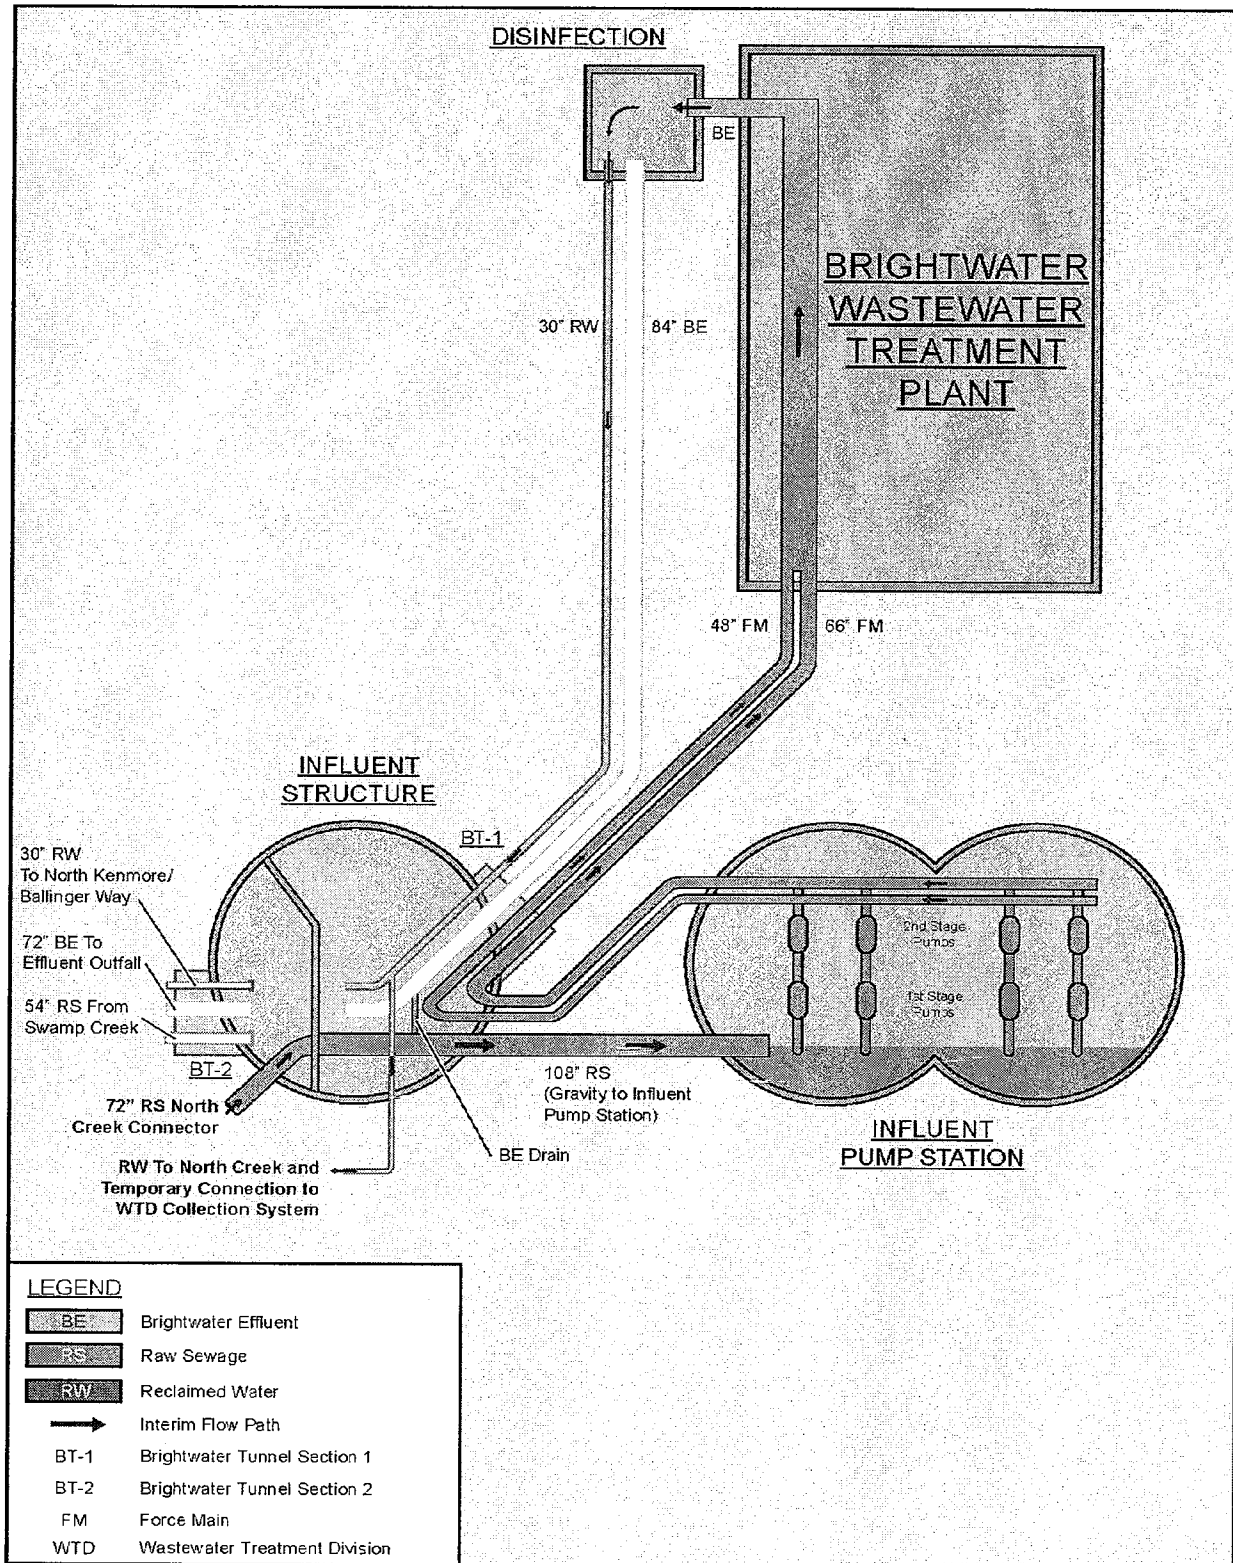 DISINFECTION
BE
BRIGHTWATER
WASTEWATER
TREATMENT
PLANT
30" RW
84" BE
48" FM
66" FM
INFLUENT
STRUCTURE
BT-1
30" RW
To North Kenmore/
Ballinger Way
72" BE To
Effluent Outfall
54" RS From
Swamp Creek
BT-2
2nd Stage
Pumps
1st Stage
Pumps
72" RS North
Creek Connector
108" RS
(Gravity to Influent
Pump Station)
INFLUENT
PUMP STATION
BE Drain
RW To North Creek and
Temporary Connection to
WTD Collection System
LEGEND
BE Brightwater Effluent
RS Raw Sewage
RW Reclaimed Water
Interim Flow Path
BT-1 Brightwater Tunnel Section 1
BT-2 Brightwater Tunnel Section 2
FM Force Main
WTD Wastewater Treatment Division